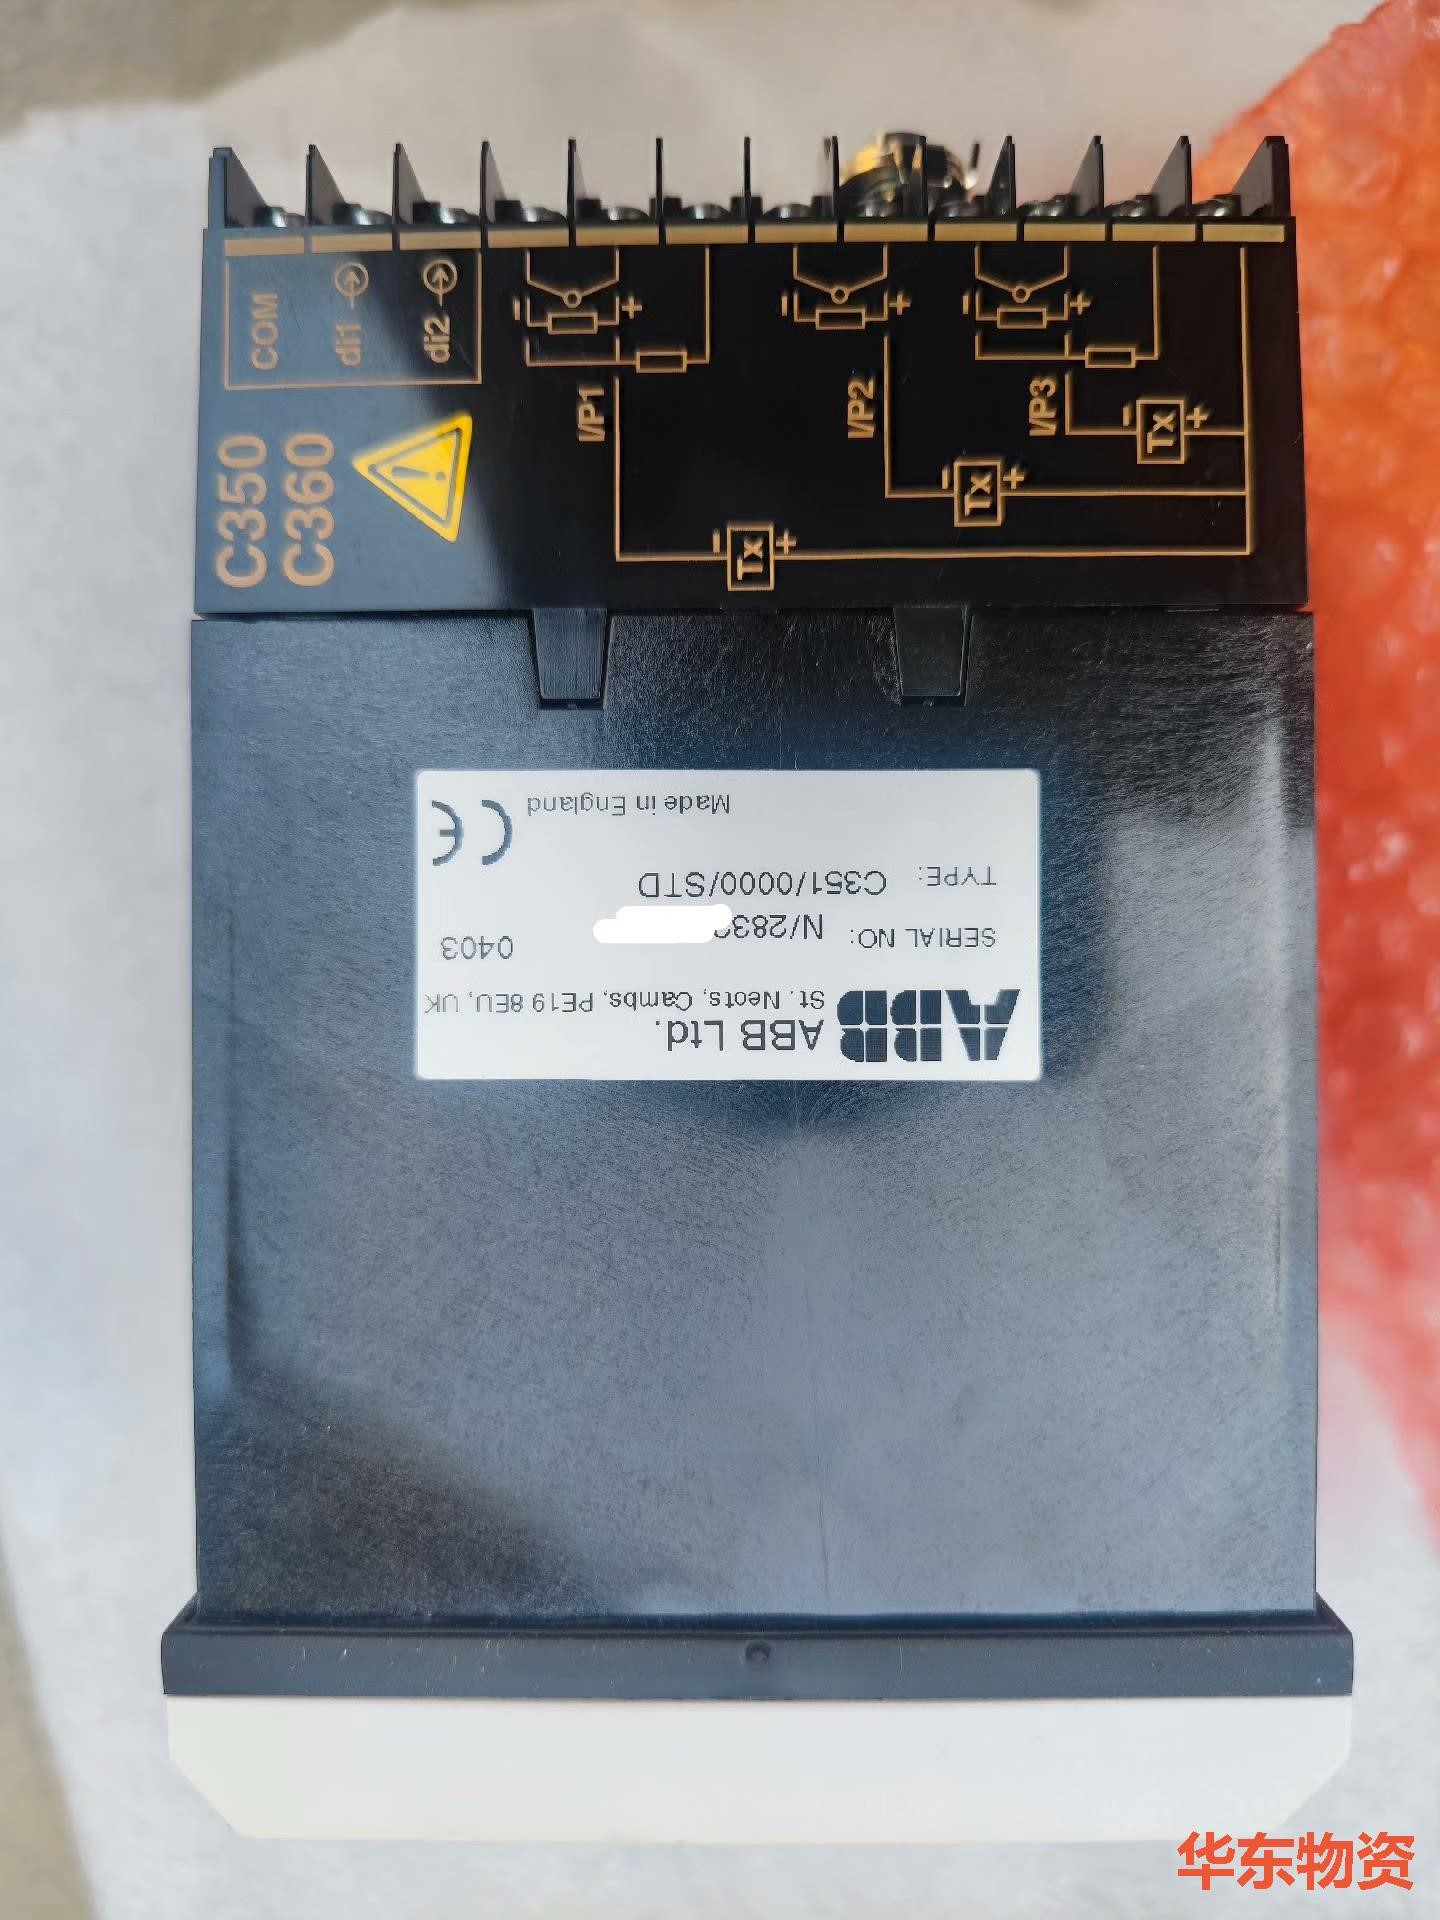 COM
di1
di2
C350
C360
I/P1
I/P2
I/P3
- +
- +
- +
Tx
- +
Tx
- +
Tx
- +
ABB
ABB Ltd.
St. Neots, Cambs, PE19 8EU, UK
SERIAL NO: N/283 0403
TYPE: C351/0000/STD
Made in England
CE
华东物资